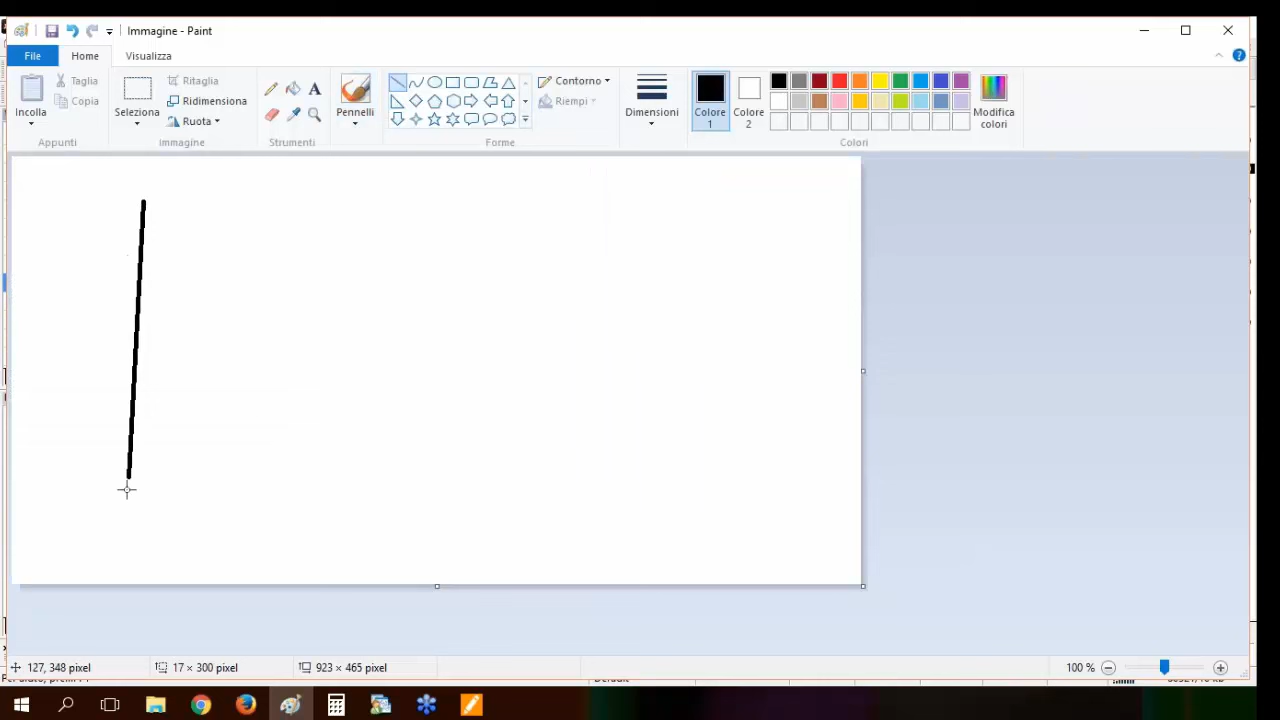 Immagine - Paint
File Home Visualizza
Incolla
Taglia
Copia
Appunti
Seleziona
Ritaglia
Ridimensiona
Ruota
Immagine
Strumenti
Pennelli
Contorno
Riempi
Forme
Dimensioni
Colore 1
Colore 2
Modifica colori
Colori
127, 348 pixel 17 × 300 pixel 923 × 465 pixel 100 %